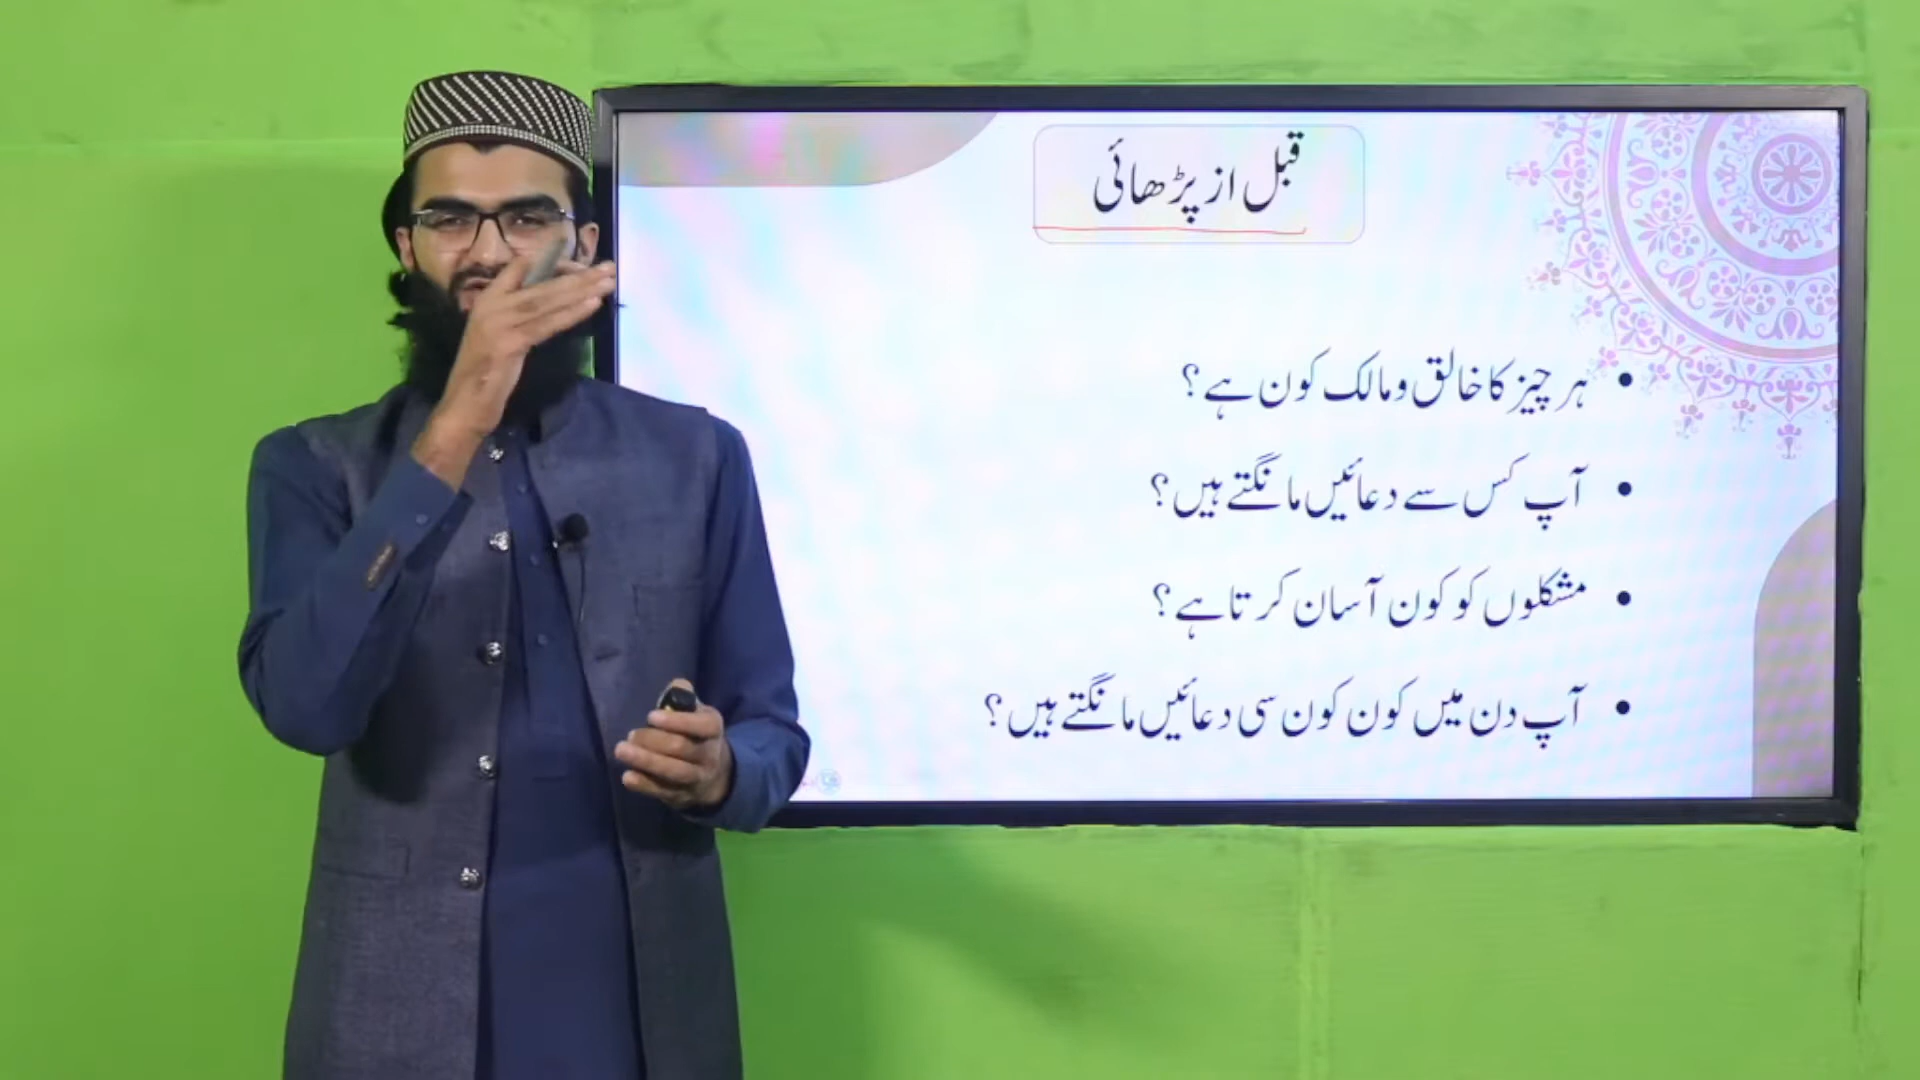 قبل از پڑھائی
• ہر چیز کا خالق و مالک کون ہے؟
• آپ کس سے دعائیں مانگتے ہیں؟
• مشکلوں کو کون آسان کرتا ہے؟
• آپ دن میں کون کون سی دعائیں مانگتے ہیں؟